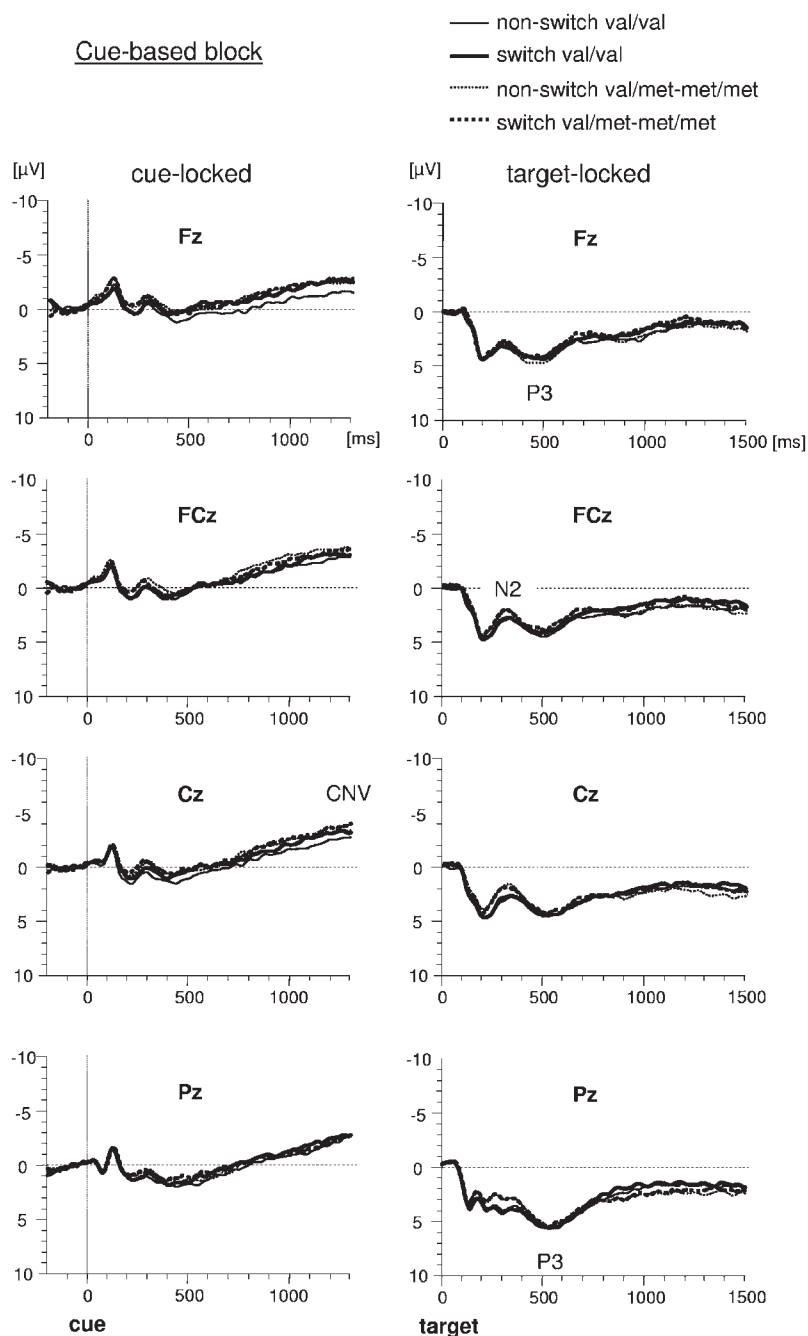 Cue-based block
non-switch val/val
switch val/val
non-switch val/met-met/met
switch val/met-met/met
[μV] cue-locked [μV] target-locked
-10 -10
Fz Fz
-5 -5
0 0
5 5
P3
10 10
0 500 1000 [ms] 0 500 1000 1500 [ms]
-10 -10
FCz FCz
-5 -5
0 N2 0
5 5
10 10
0 500 1000 0 500 1000 1500
-10 -10
Cz CNV Cz
-5 -5
0 0
5 5
10 10
0 500 1000 0 500 1000 1500
-10 -10
Pz Pz
-5 -5
0 0
5 5
P3
10 10
0 500 1000 0 500 1000 1500
cue target